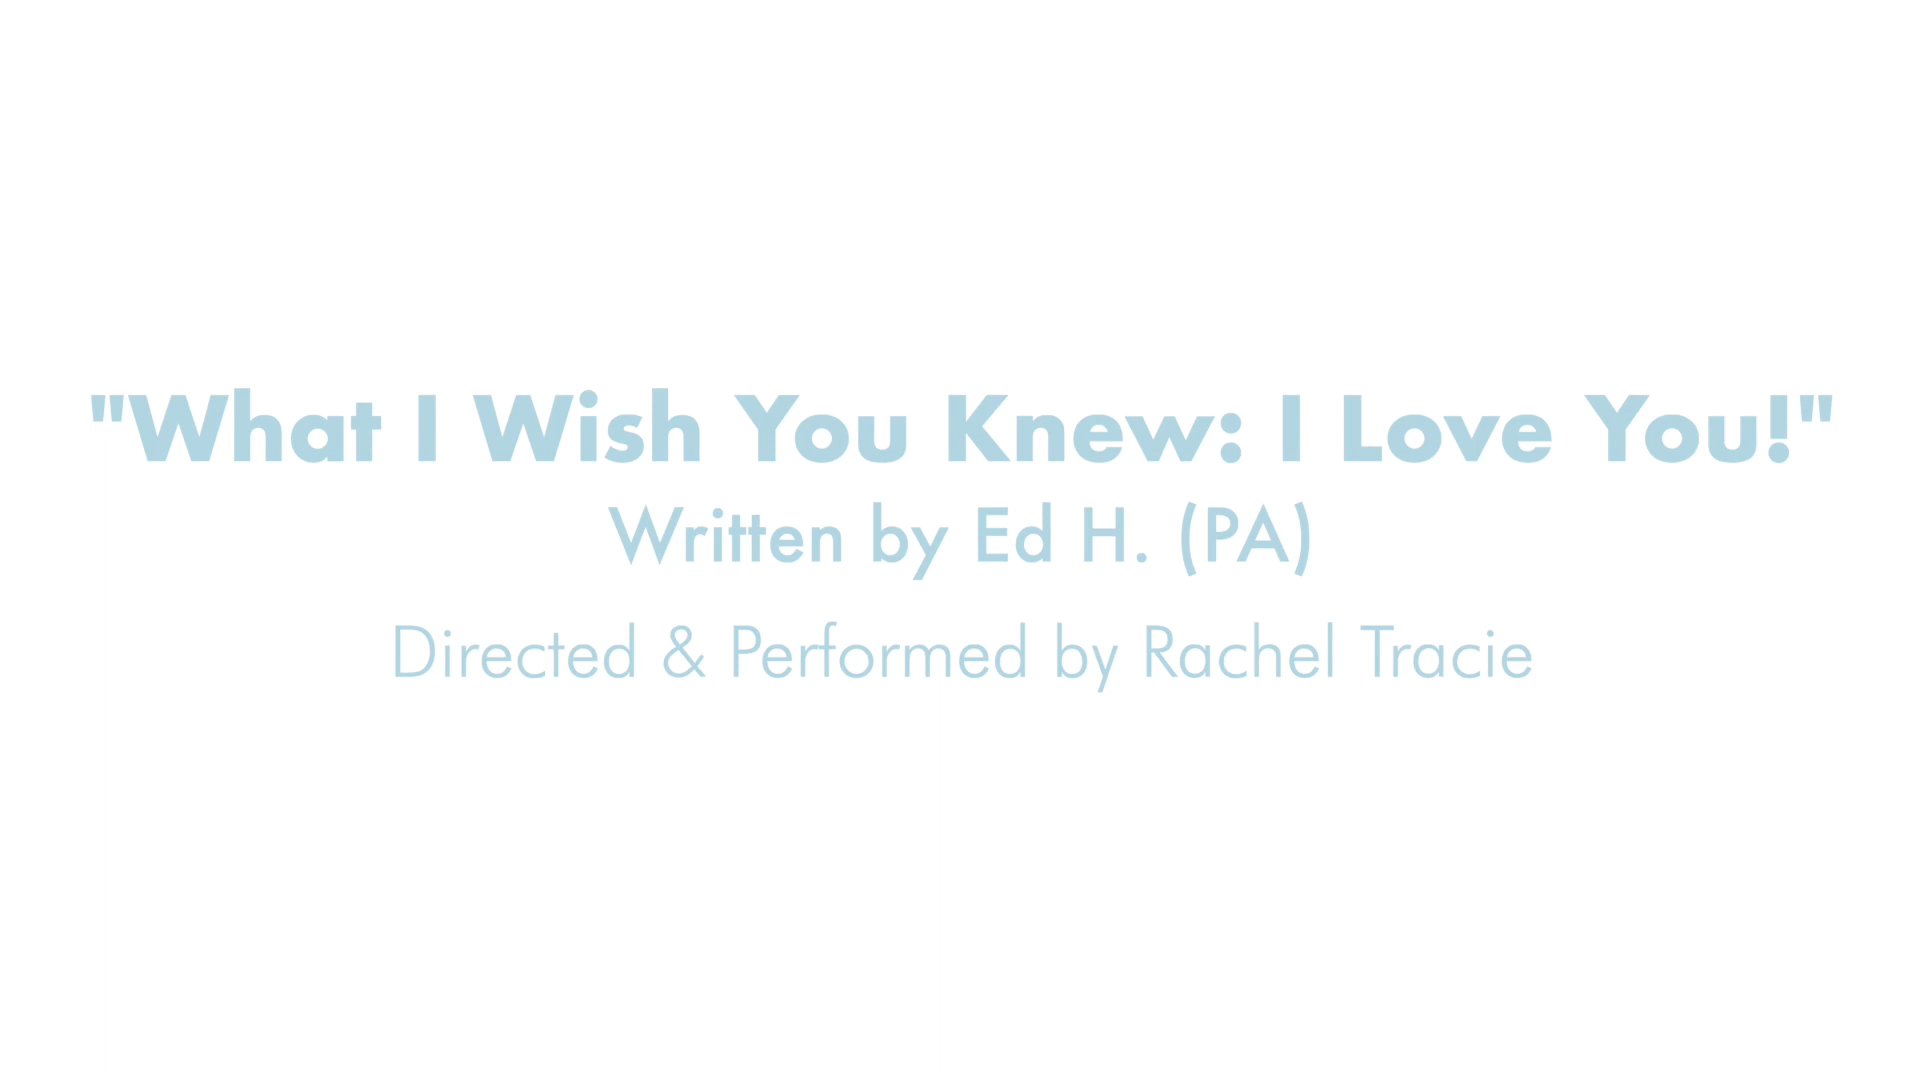 "What I Wish You Knew: I Love You!"
Written by Ed H. (PA)
Directed & Performed by Rachel Tracie